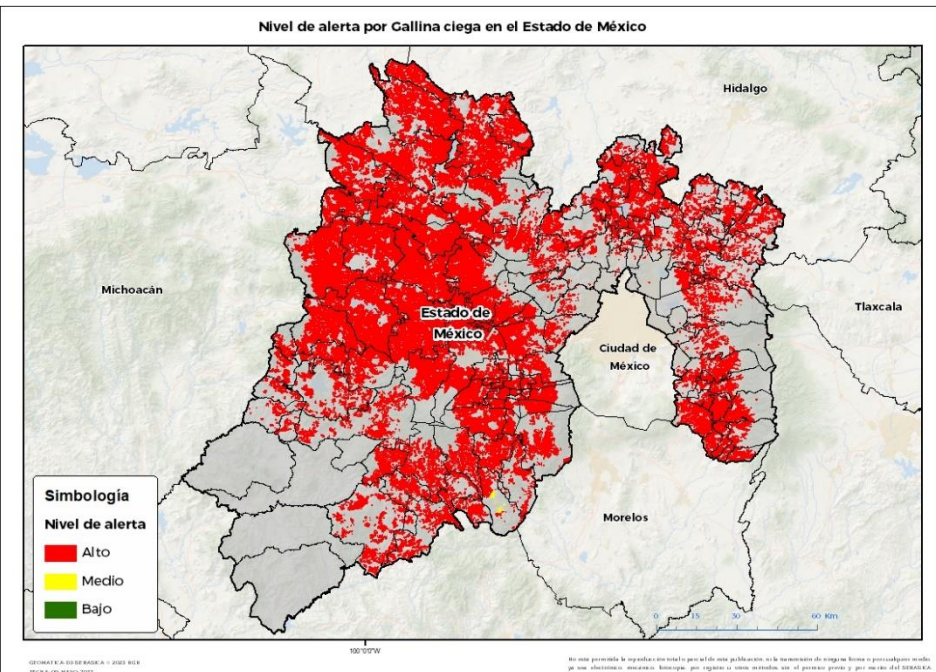 Nivel de alerta por Gallina ciega en el Estado de México
Hidalgo
Michoacán
Tlaxcala
Estado de
México
Ciudad de
México
Morelos
Simbología
Nivel de alerta
Alto
Medio
Bajo
0 15 30 60 Km
100°0'0"W